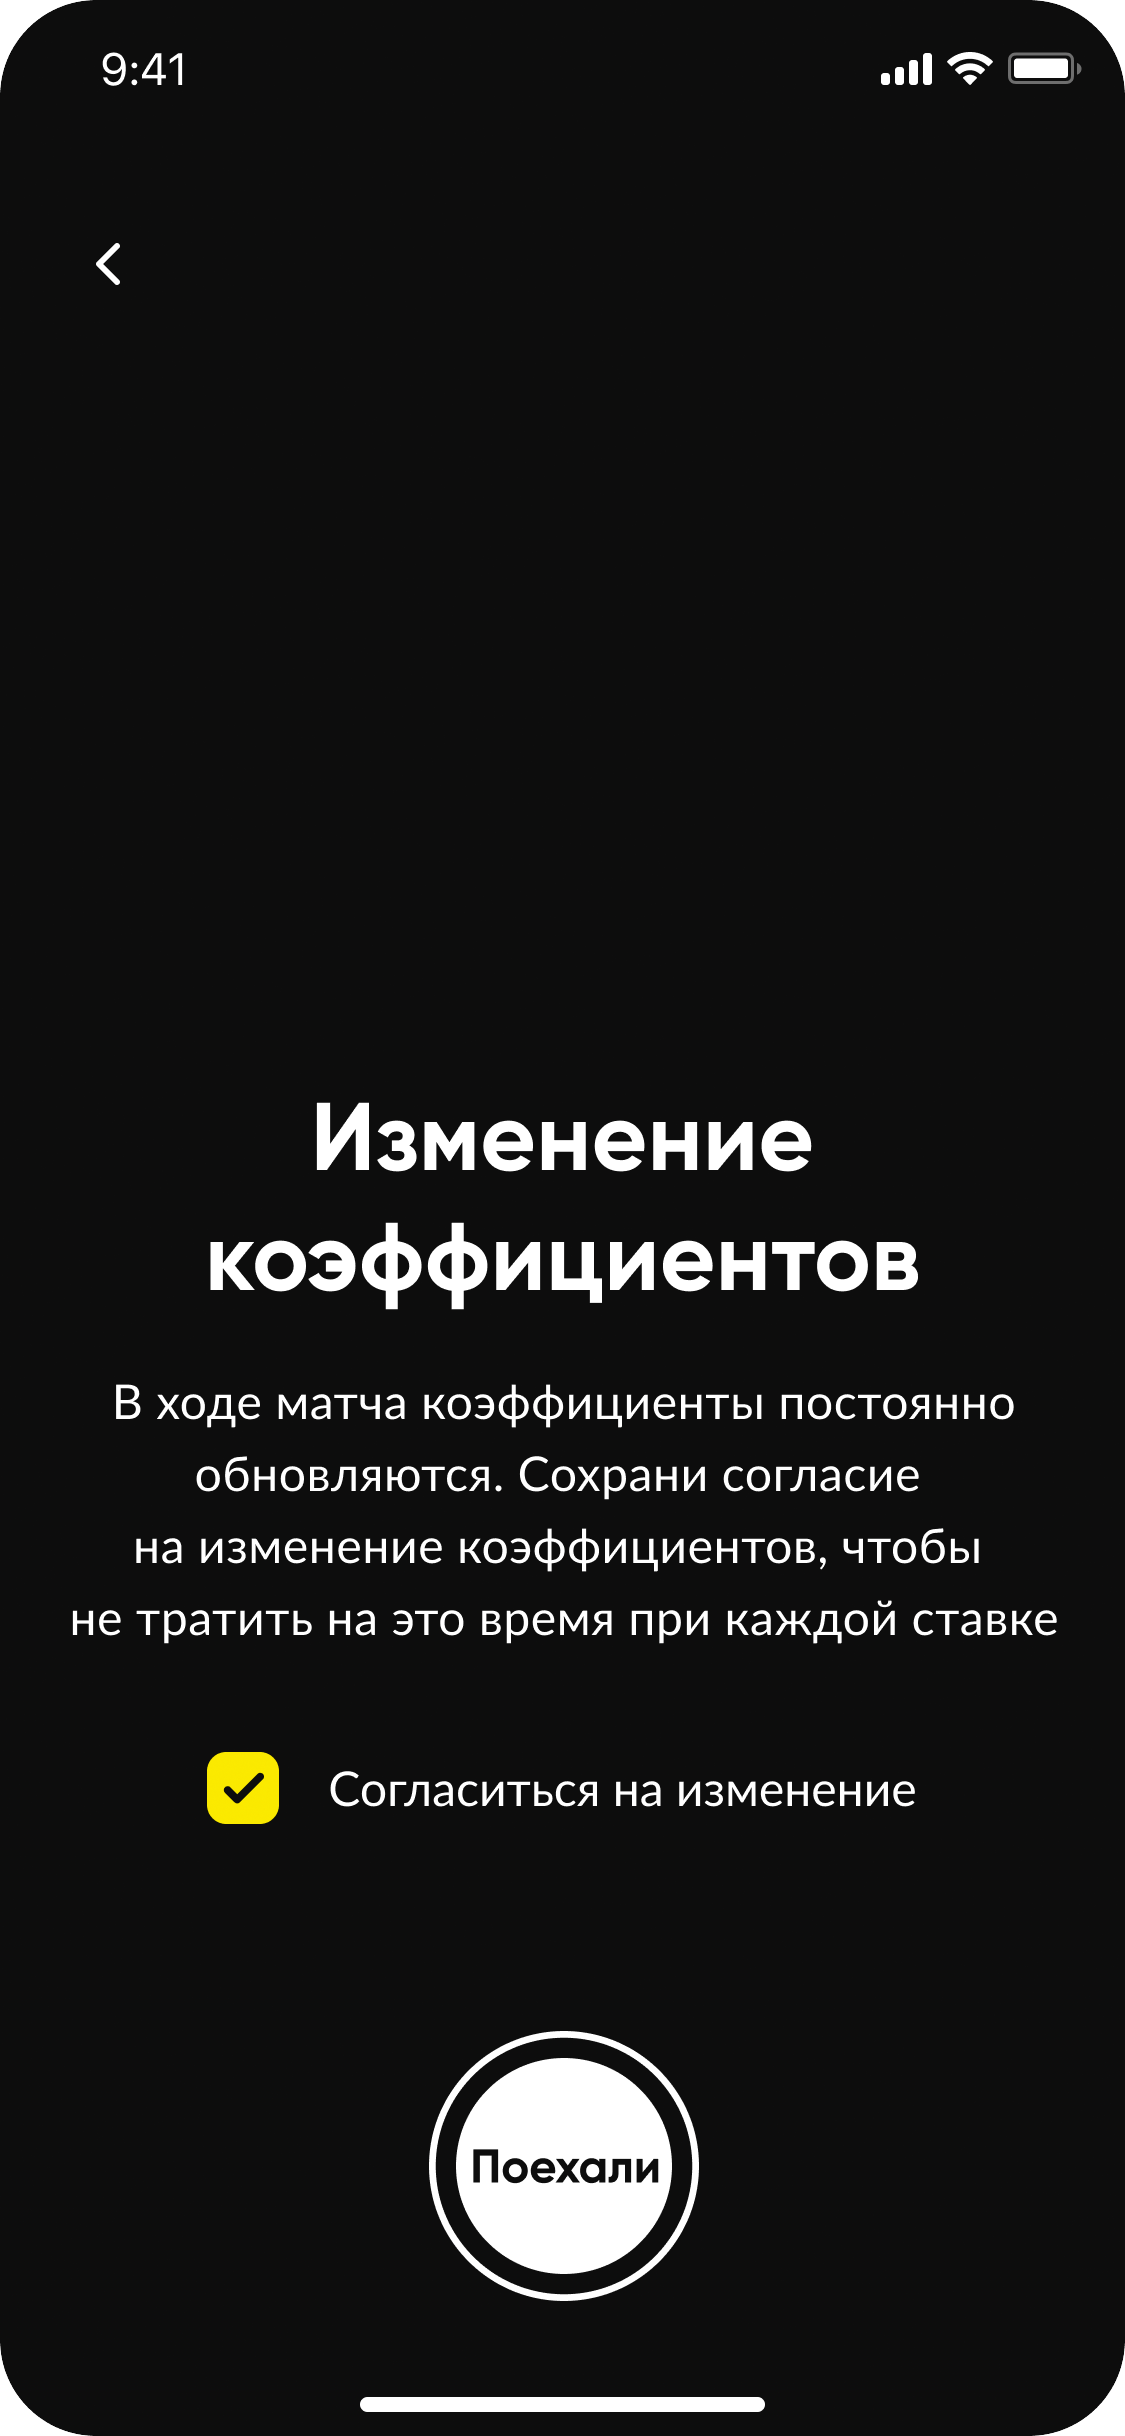 9:41
Изменение
коэффициентов
В ходе матча коэффициенты постоянно
обновляются. Сохрани согласие
на изменение коэффициентов, чтобы
не тратить на это время при каждой ставке
Согласиться на изменение
Поехали